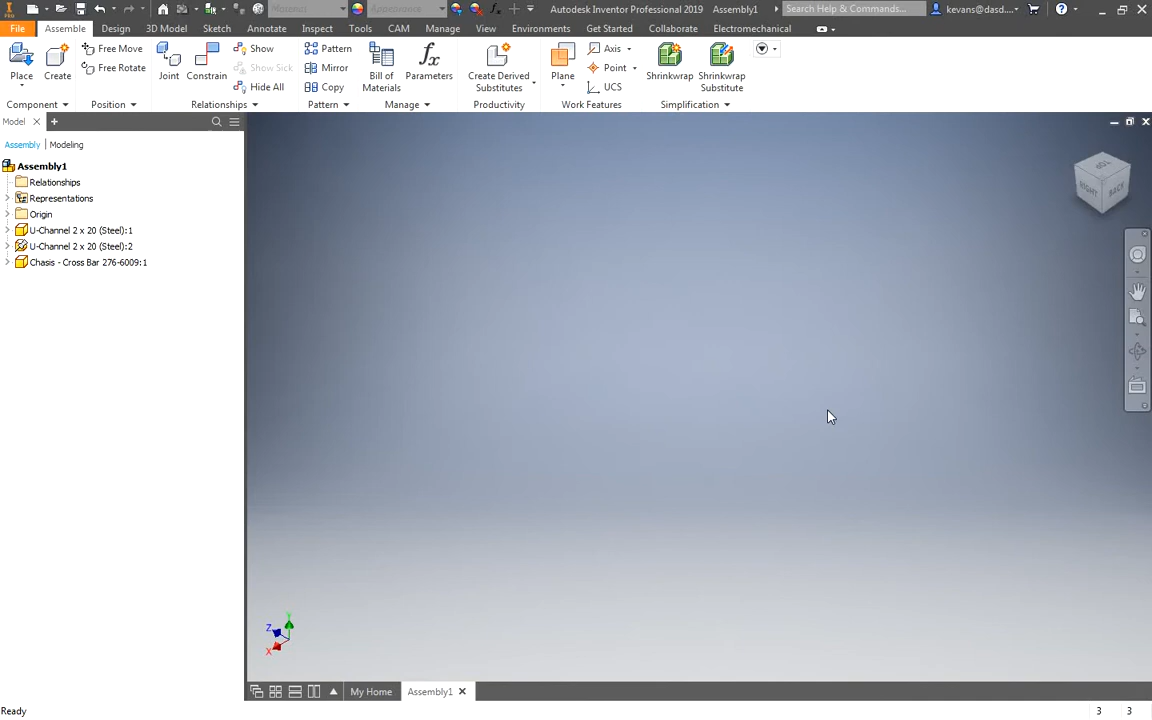 Material Appearance Autodesk Inventor Professional 2019 Assembly1 Search Help & Commands... kevans@dasd....
File Assemble Design 3D Model Sketch Inspect Annotate Tools CAM Manage View Environments Get Started Collaborate Electromechanical
Place Create Free Move Free Rotate Joint Constrain Show Show Sick Hide All Pattern Mirror Copy Bill of Materials fx Parameters Create Derived Substitutes Plane Axis Point UCS Shrinkwrap Shrinkwrap Substitute
Component Position Relationships Pattern Manage Productivity Work Features Simplification
Model
Assembly Modeling
Assembly1
Relationships
Representations
Origin
U-Channel 2 x 20 (Steel):1
U-Channel 2 x 20 (Steel):2
Chasis - Cross Bar 276-6009:1
TOP
RIGHT BACK
Y
Z
X
My Home Assembly1
Ready 3 3